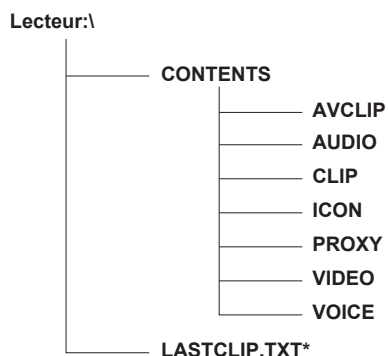 Lecteur:\
CONTENTS
AVCLIP
AUDIO
CLIP
ICON
PROXY
VIDEO
VOICE
LASTCLIP.TXT*